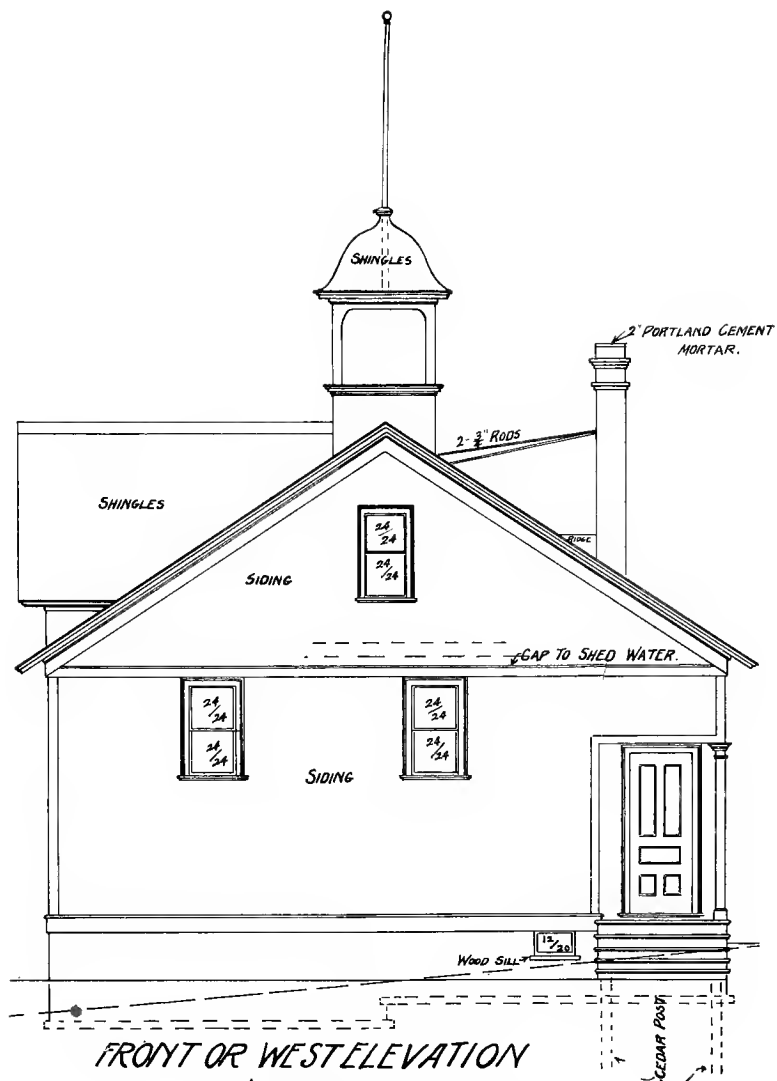 SHINGLES
2" PORTLAND CEMENT
MORTAR.
2-3/4" RODS
SHINGLES
24/24
RIDGE
24/24
SIDING
CAP TO SHED WATER.
24/24
24/24
24/24
24/24
SIDING
12/20
WOOD SILL
CEDAR POST
FRONT OR WEST ELEVATION